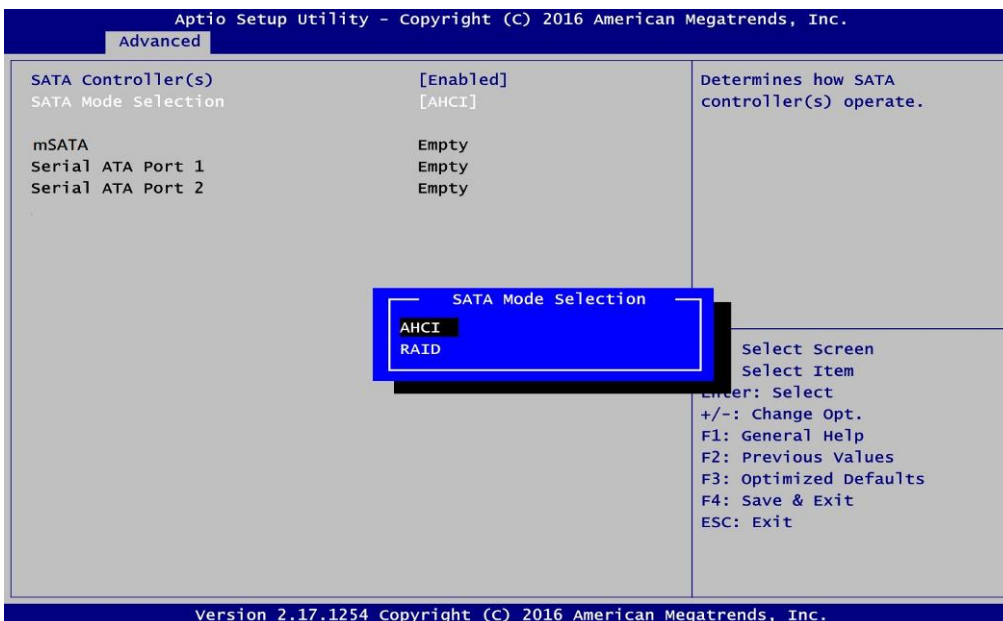 Aptio Setup Utility – Copyright (C) 2016 American Megatrends, Inc.
Advanced
SATA Controller(s) [Enabled]
SATA Mode Selection [AHCI]
mSATA Empty
Serial ATA Port 1 Empty
Serial ATA Port 2 Empty
Determines how SATA
controller(s) operate.
SATA Mode Selection
AHCI
RAID
Select Screen
Select Item
Enter: Select
+/-: Change Opt.
F1: General Help
F2: Previous Values
F3: Optimized Defaults
F4: Save & Exit
ESC: Exit
Version 2.17.1254 Copyright (C) 2016 American Megatrends, Inc.